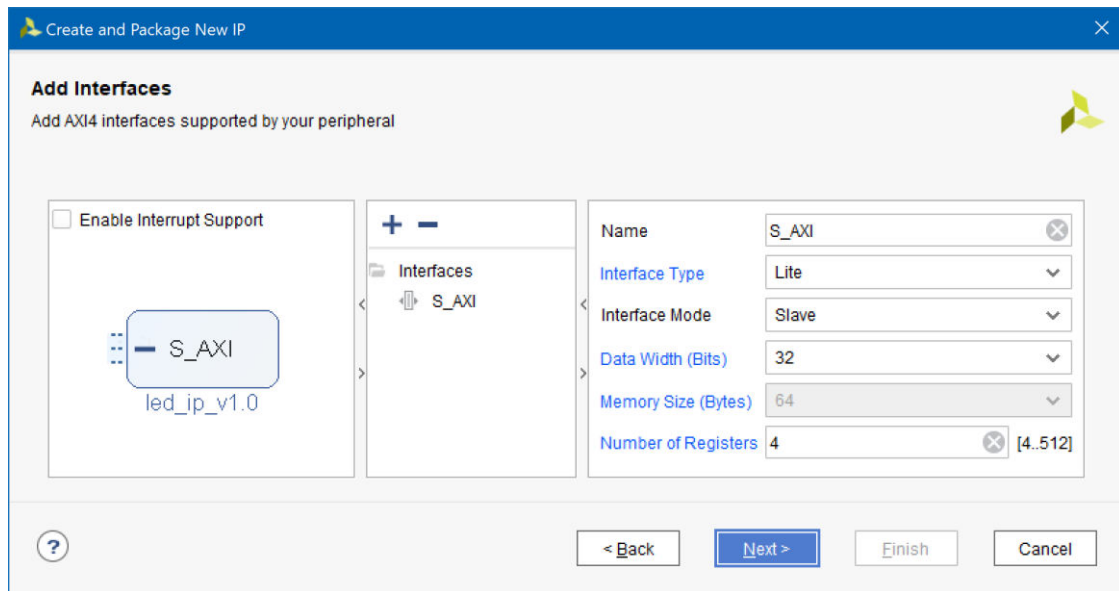 Create and Package New IP
Add Interfaces
Add AXI4 interfaces supported by your peripheral
Enable Interrupt Support
S_AXI
led_ip_v1.0
Interfaces
S_AXI
Name S_AXI
Interface Type Lite
Interface Mode Slave
Data Width (Bits) 32
Memory Size (Bytes) 64
Number of Registers 4 [4..512]
? < Back Next > Finish Cancel